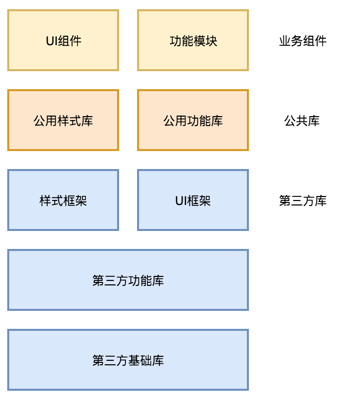 UI组件
功能模块
业务组件
公用样式库
公用功能库
公共库
样式框架
UI框架
第三方库
第三方功能库
第三方基础库